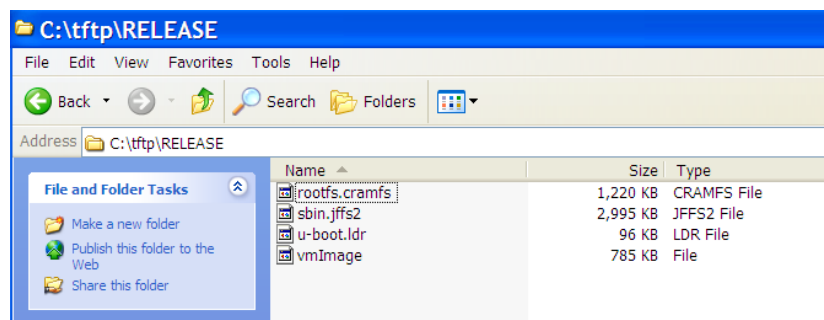 C:\tftp\RELEASE
File Edit View Favorites Tools Help
Back Search Folders
Address C:\tftp\RELEASE
Name Size Type
File and Folder Tasks
Make a new folder
Publish this folder to the
Web
Share this folder
rootfs.cramfs 1,220 KB CRAMFS File
sbin.jffs2 2,995 KB JFFS2 File
u-boot.ldr 96 KB LDR File
vmImage 785 KB File